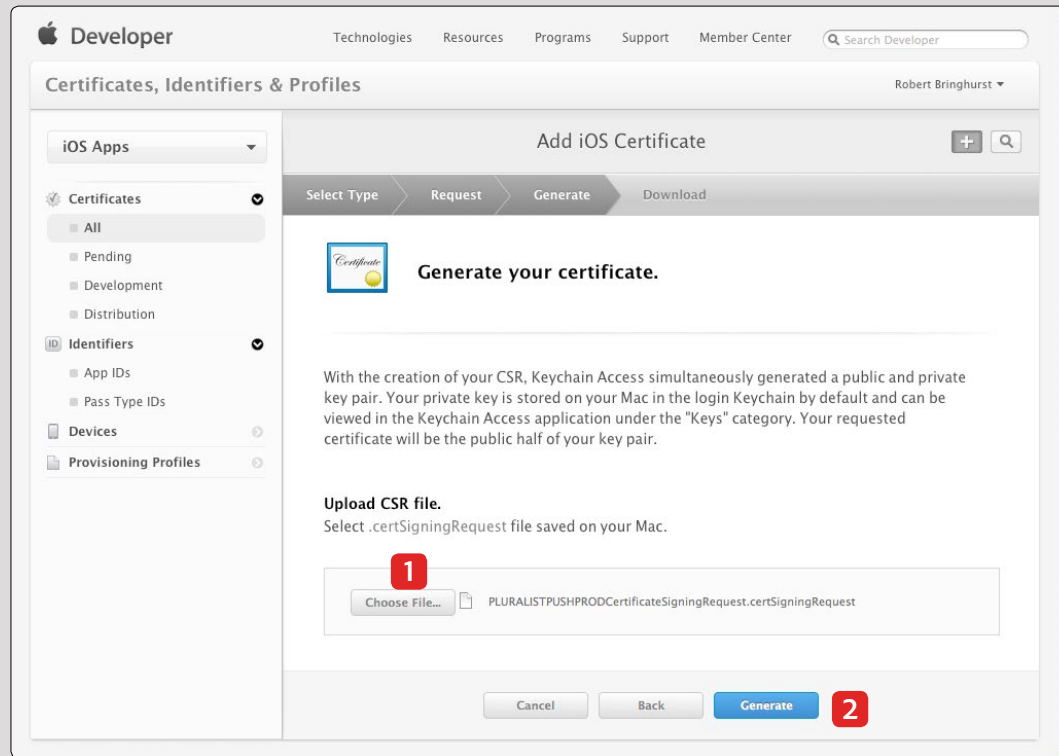 Developer
Technologies Resources Programs Support Member Center Search Developer
Certificates, Identifiers & Profiles
Robert Bringhurst
iOS Apps
Certificates
All
Pending
Development
Distribution
ID Identifiers
App IDs
Pass Type IDs
Devices
Provisioning Profiles
Add iOS Certificate
Select Type Request Generate Download
Certificate
Generate your certificate.
With the creation of your CSR, Keychain Access simultaneously generated a public and private
key pair. Your private key is stored on your Mac in the login Keychain by default and can be
viewed in the Keychain Access application under the "Keys" category. Your requested
certificate will be the public half of your key pair.
Upload CSR file.
Select .certSigningRequest file saved on your Mac.
1
Choose File... PLURALISTPUSHPRODCertificateSigningRequest.certSigningRequest
Cancel Back Generate 2